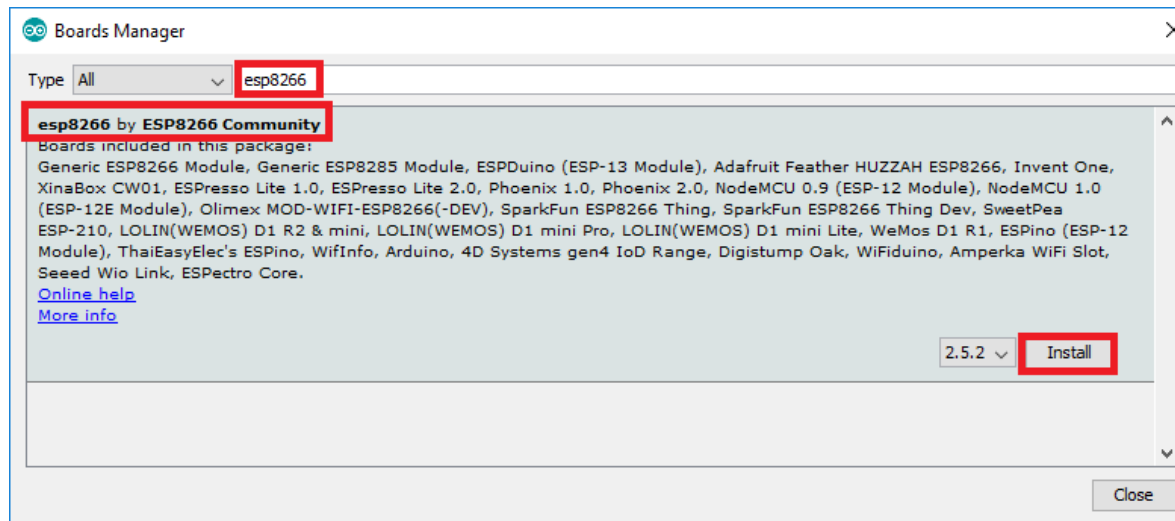 Boards Manager
Type All esp8266
esp8266 by ESP8266 Community
Boards included in this package:
Generic ESP8266 Module, Generic ESP8285 Module, ESPDuino (ESP-13 Module), Adafruit Feather HUZZAH ESP8266, Invent One,
XinaBox CW01, ESPresso Lite 1.0, ESPresso Lite 2.0, Phoenix 1.0, Phoenix 2.0, NodeMCU 0.9 (ESP-12 Module), NodeMCU 1.0
(ESP-12E Module), Olimex MOD-WIFI-ESP8266(-DEV), SparkFun ESP8266 Thing, SparkFun ESP8266 Thing Dev, SweetPea
ESP-210, LOLIN(WEMOS) D1 R2 & mini, LOLIN(WEMOS) D1 mini Pro, LOLIN(WEMOS) D1 mini Lite, WeMos D1 R1, ESPino (ESP-12
Module), ThaiEasyElec's ESPino, WifInfo, Arduino, 4D Systems gen4 IoD Range, Digistump Oak, WiFiduino, Amperka WiFi Slot,
Seeed Wio Link, ESPectro Core.
Online help
More info
2.5.2 Install
Close